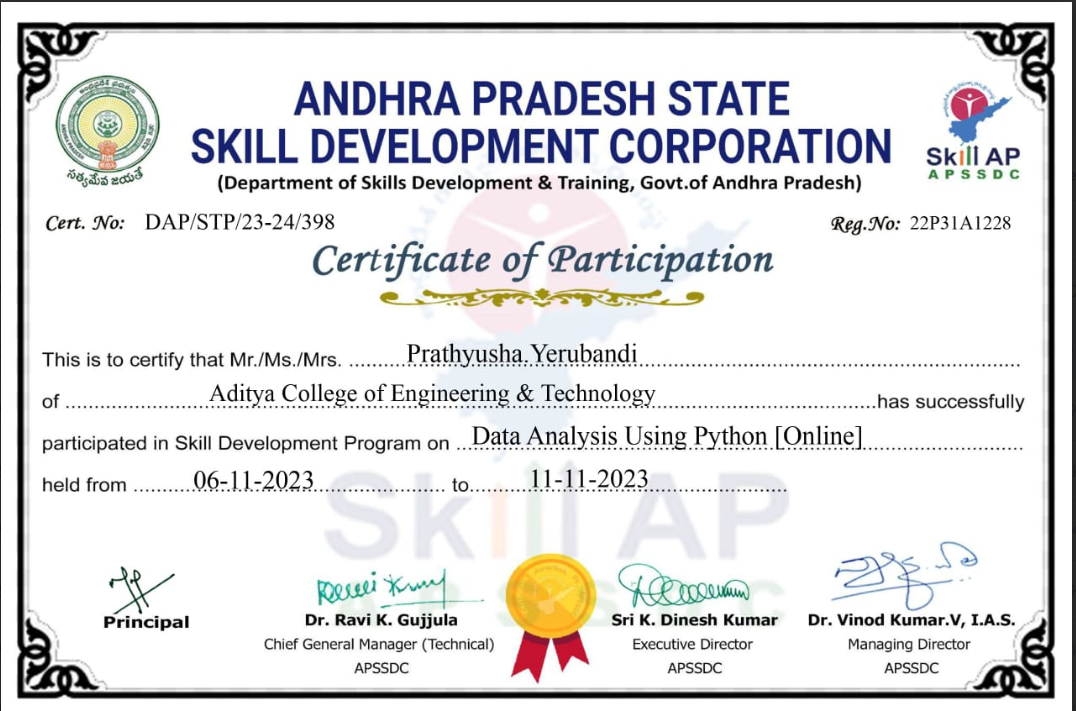 ANDHRA PRADESH STATE
SKILL DEVELOPMENT CORPORATION
(Department of Skills Development & Training, Govt.of Andhra Pradesh)
సత్యమేవ జయతే
Skill AP
APSSDC
Cert. No: DAP/STP/23-24/398
Reg.No: 22P31A1228
Certificate of Participation
This is to certify that Mr./Ms./Mrs. Prathyusha.Yerubandi
of Aditya College of Engineering & Technology has successfully
participated in Skill Development Program on Data Analysis Using Python [Online]
held from 06-11-2023 to 11-11-2023
Skill AP
APSSDC
Principal
Dr. Ravi K. Gujjula
Chief General Manager (Technical)
APSSDC
Sri K. Dinesh Kumar
Executive Director
APSSDC
Dr. Vinod Kumar.V, I.A.S.
Managing Director
APSSDC